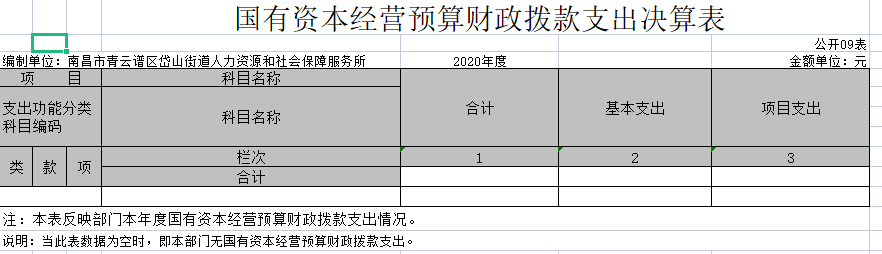 国有资本经营预算财政拨款支出决算表
公开09表
编制单位：南昌市青云谱区岱山街道人力资源和社会保障服务所 2020年度 金额单位：元
项 目 科目名称
支出功能分类
科目编码
科目名称
合计 基本支出 项目支出
类 款 项 栏次 1 2 3
合计
注：本表反映部门本年度国有资本经营预算财政拨款支出情况。
说明：当此表数据为空时，即本部门无国有资本经营预算财政拨款支出。